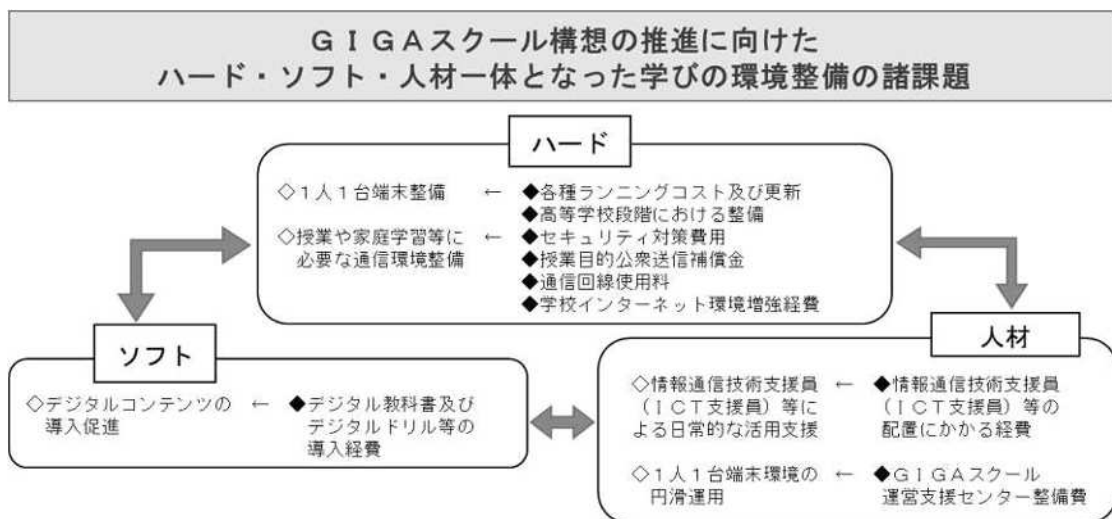 ＧＩＧＡスクール構想の推進に向けた
ハード・ソフト・人材一体となった学びの環境整備の諸課題
ハード
◇１人１台端末整備 ← ◆各種ランニングコスト及び更新
◆高等学校段階における整備
◇授業や家庭学習等に ← ◆セキュリティ対策費用
必要な通信環境整備 ◆授業目的公衆送信補償金
◆通信回線使用料
◆学校インターネット環境増強経費
ソフト
◇デジタルコンテンツの ← ◆デジタル教科書及び
導入促進 デジタルドリル等の
導入経費
人材
◇情報通信技術支援員 ← ◆情報通信技術支援員
（ＩＣＴ支援員）等に （ＩＣＴ支援員）等の
よる日常的な活用支援 配置にかかる経費
◇１人１台端末環境の ← ◆ＧＩＧＡスクール
円滑運用 運営支援センター整備費